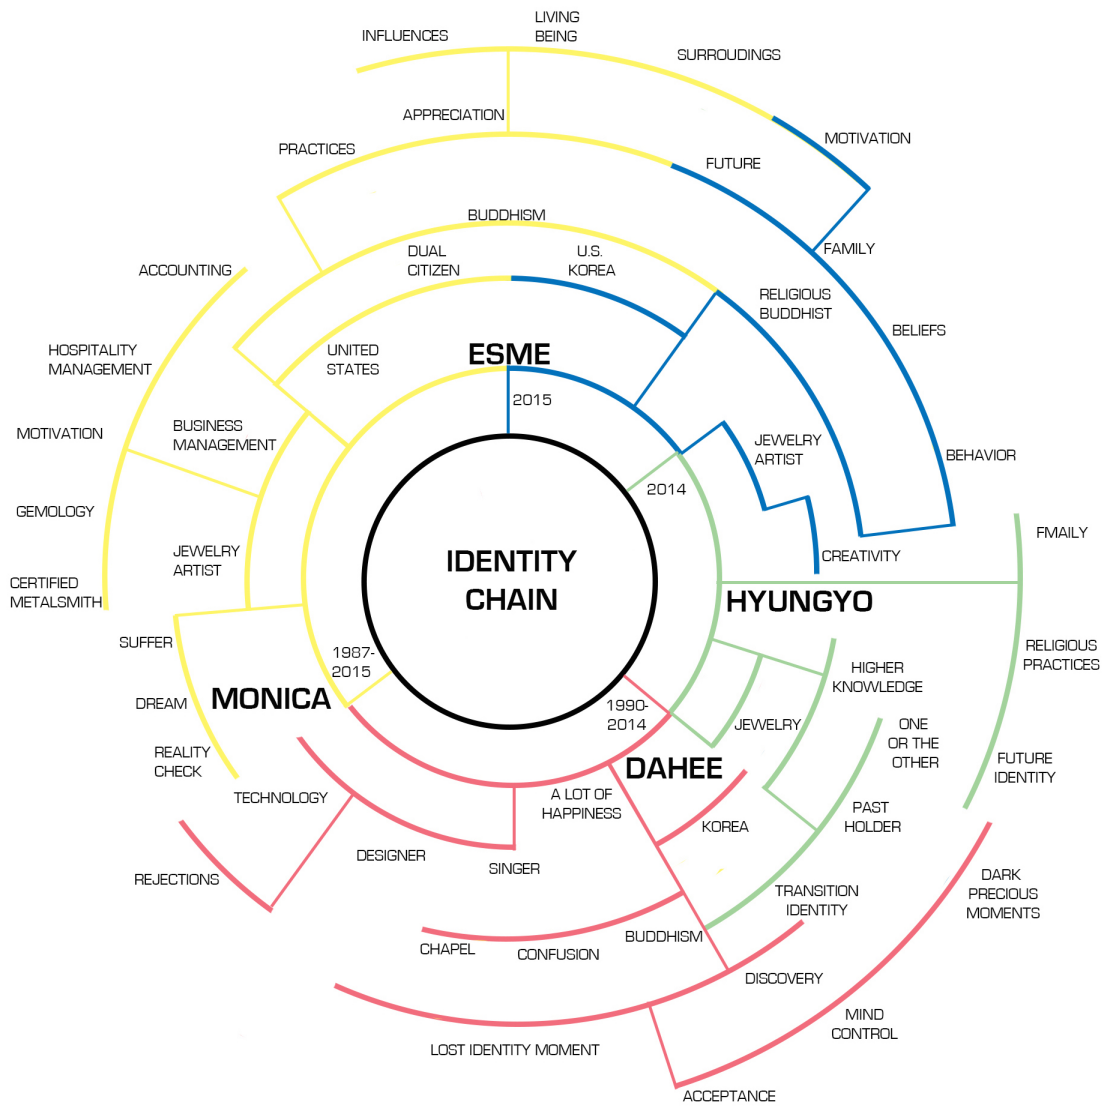 LIVING
BEING
INFLUENCES
SURROUDINGS
APPRECIATION
MOTIVATION
PRACTICES
FUTURE
BUDDHISM
FAMILY
DUAL
CITIZEN
U.S.
KOREA
ACCOUNTING
RELIGIOUS
BUDDHIST
BELIEFS
HOSPITALITY
MANAGEMENT
UNITED
STATES
ESME
2015
MOTIVATION
BUSINESS
MANAGEMENT
JEWELRY
ARTIST
BEHAVIOR
2014
GEMOLOGY
FMAILY
JEWELRY
ARTIST
CREATIVITY
IDENTITY
CHAIN
CERTIFIED
METALSMITH
HYUNGYO
SUFFER
1987-
2015
RELIGIOUS
PRACTICES
HIGHER
KNOWLEDGE
DREAM
MONICA
1990-
2014
JEWELRY
ONE
OR THE
OTHER
REALITY
CHECK
DAHEE
FUTURE
IDENTITY
TECHNOLOGY
A LOT OF
HAPPINESS
PAST
HOLDER
KOREA
DESIGNER
SINGER
REJECTIONS
DARK
PRECIOUS
MOMENTS
TRANSITION
IDENTITY
BUDDHISM
CHAPEL
CONFUSION
DISCOVERY
MIND
CONTROL
LOST IDENTITY MOMENT
ACCEPTANCE